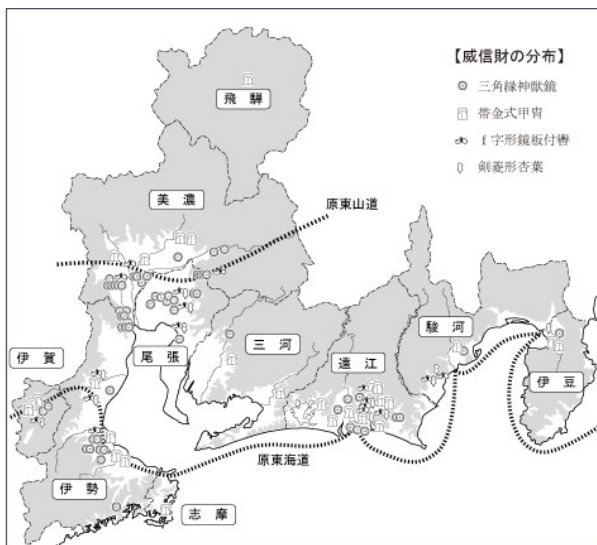 【威信財の分布】
三角縁神獣鏡
帯金式甲冑
f字形鏡板付轡
剣菱形杏葉
飛騨
美濃
原東山道
伊賀
尾張
三河
遠江
駿河
伊豆
原東海道
伊勢
志摩